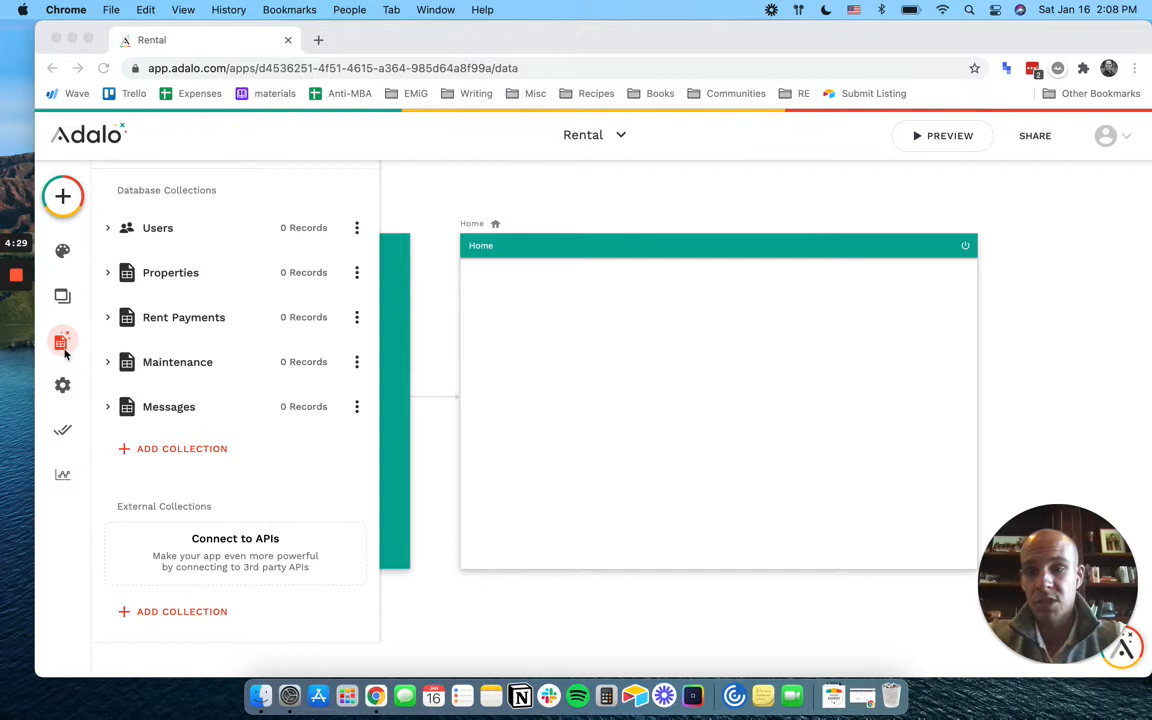 Chrome File Edit View History Bookmarks People Tab Window Help Sat Jan 16 2:08 PM
Rental
app.adalo.com/apps/d4536251-4f51-4615-a364-985d64a8f99a/data
2
Wave Trello Expenses materials Anti-MBA EMiG Writing Misc Recipes Books Communities RE Submit Listing Other Bookmarks
Adalo Rental PREVIEW SHARE
Database Collections
Users 0 Records
Properties 0 Records
Rent Payments 0 Records
Maintenance 0 Records
Messages 0 Records
+ ADD COLLECTION
External Collections
Connect to APIs
Make your app even more powerful
by connecting to 3rd party APIs
+ ADD COLLECTION
4:29
Home
Home
16